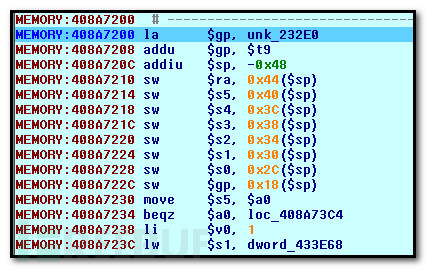 MEMORY:408A7200  # ---------------------------------------
MEMORY:408A7200 la      $gp, unk_232E0
MEMORY:408A7208 addu    $gp, $t9
MEMORY:408A720C addiu   $sp, -0x48
MEMORY:408A7210 sw      $ra, 0x44($sp)
MEMORY:408A7214 sw      $s5, 0x40($sp)
MEMORY:408A7218 sw      $s4, 0x3C($sp)
MEMORY:408A721C sw      $s3, 0x38($sp)
MEMORY:408A7220 sw      $s2, 0x34($sp)
MEMORY:408A7224 sw      $s1, 0x30($sp)
MEMORY:408A7228 sw      $s0, 0x2C($sp)
MEMORY:408A722C sw      $gp, 0x18($sp)
MEMORY:408A7230 move    $s5, $a0
MEMORY:408A7234 beqz    $a0, loc_408A73C4
MEMORY:408A7238 li      $v0, 1
MEMORY:408A723C lw      $s1, dword_433E68